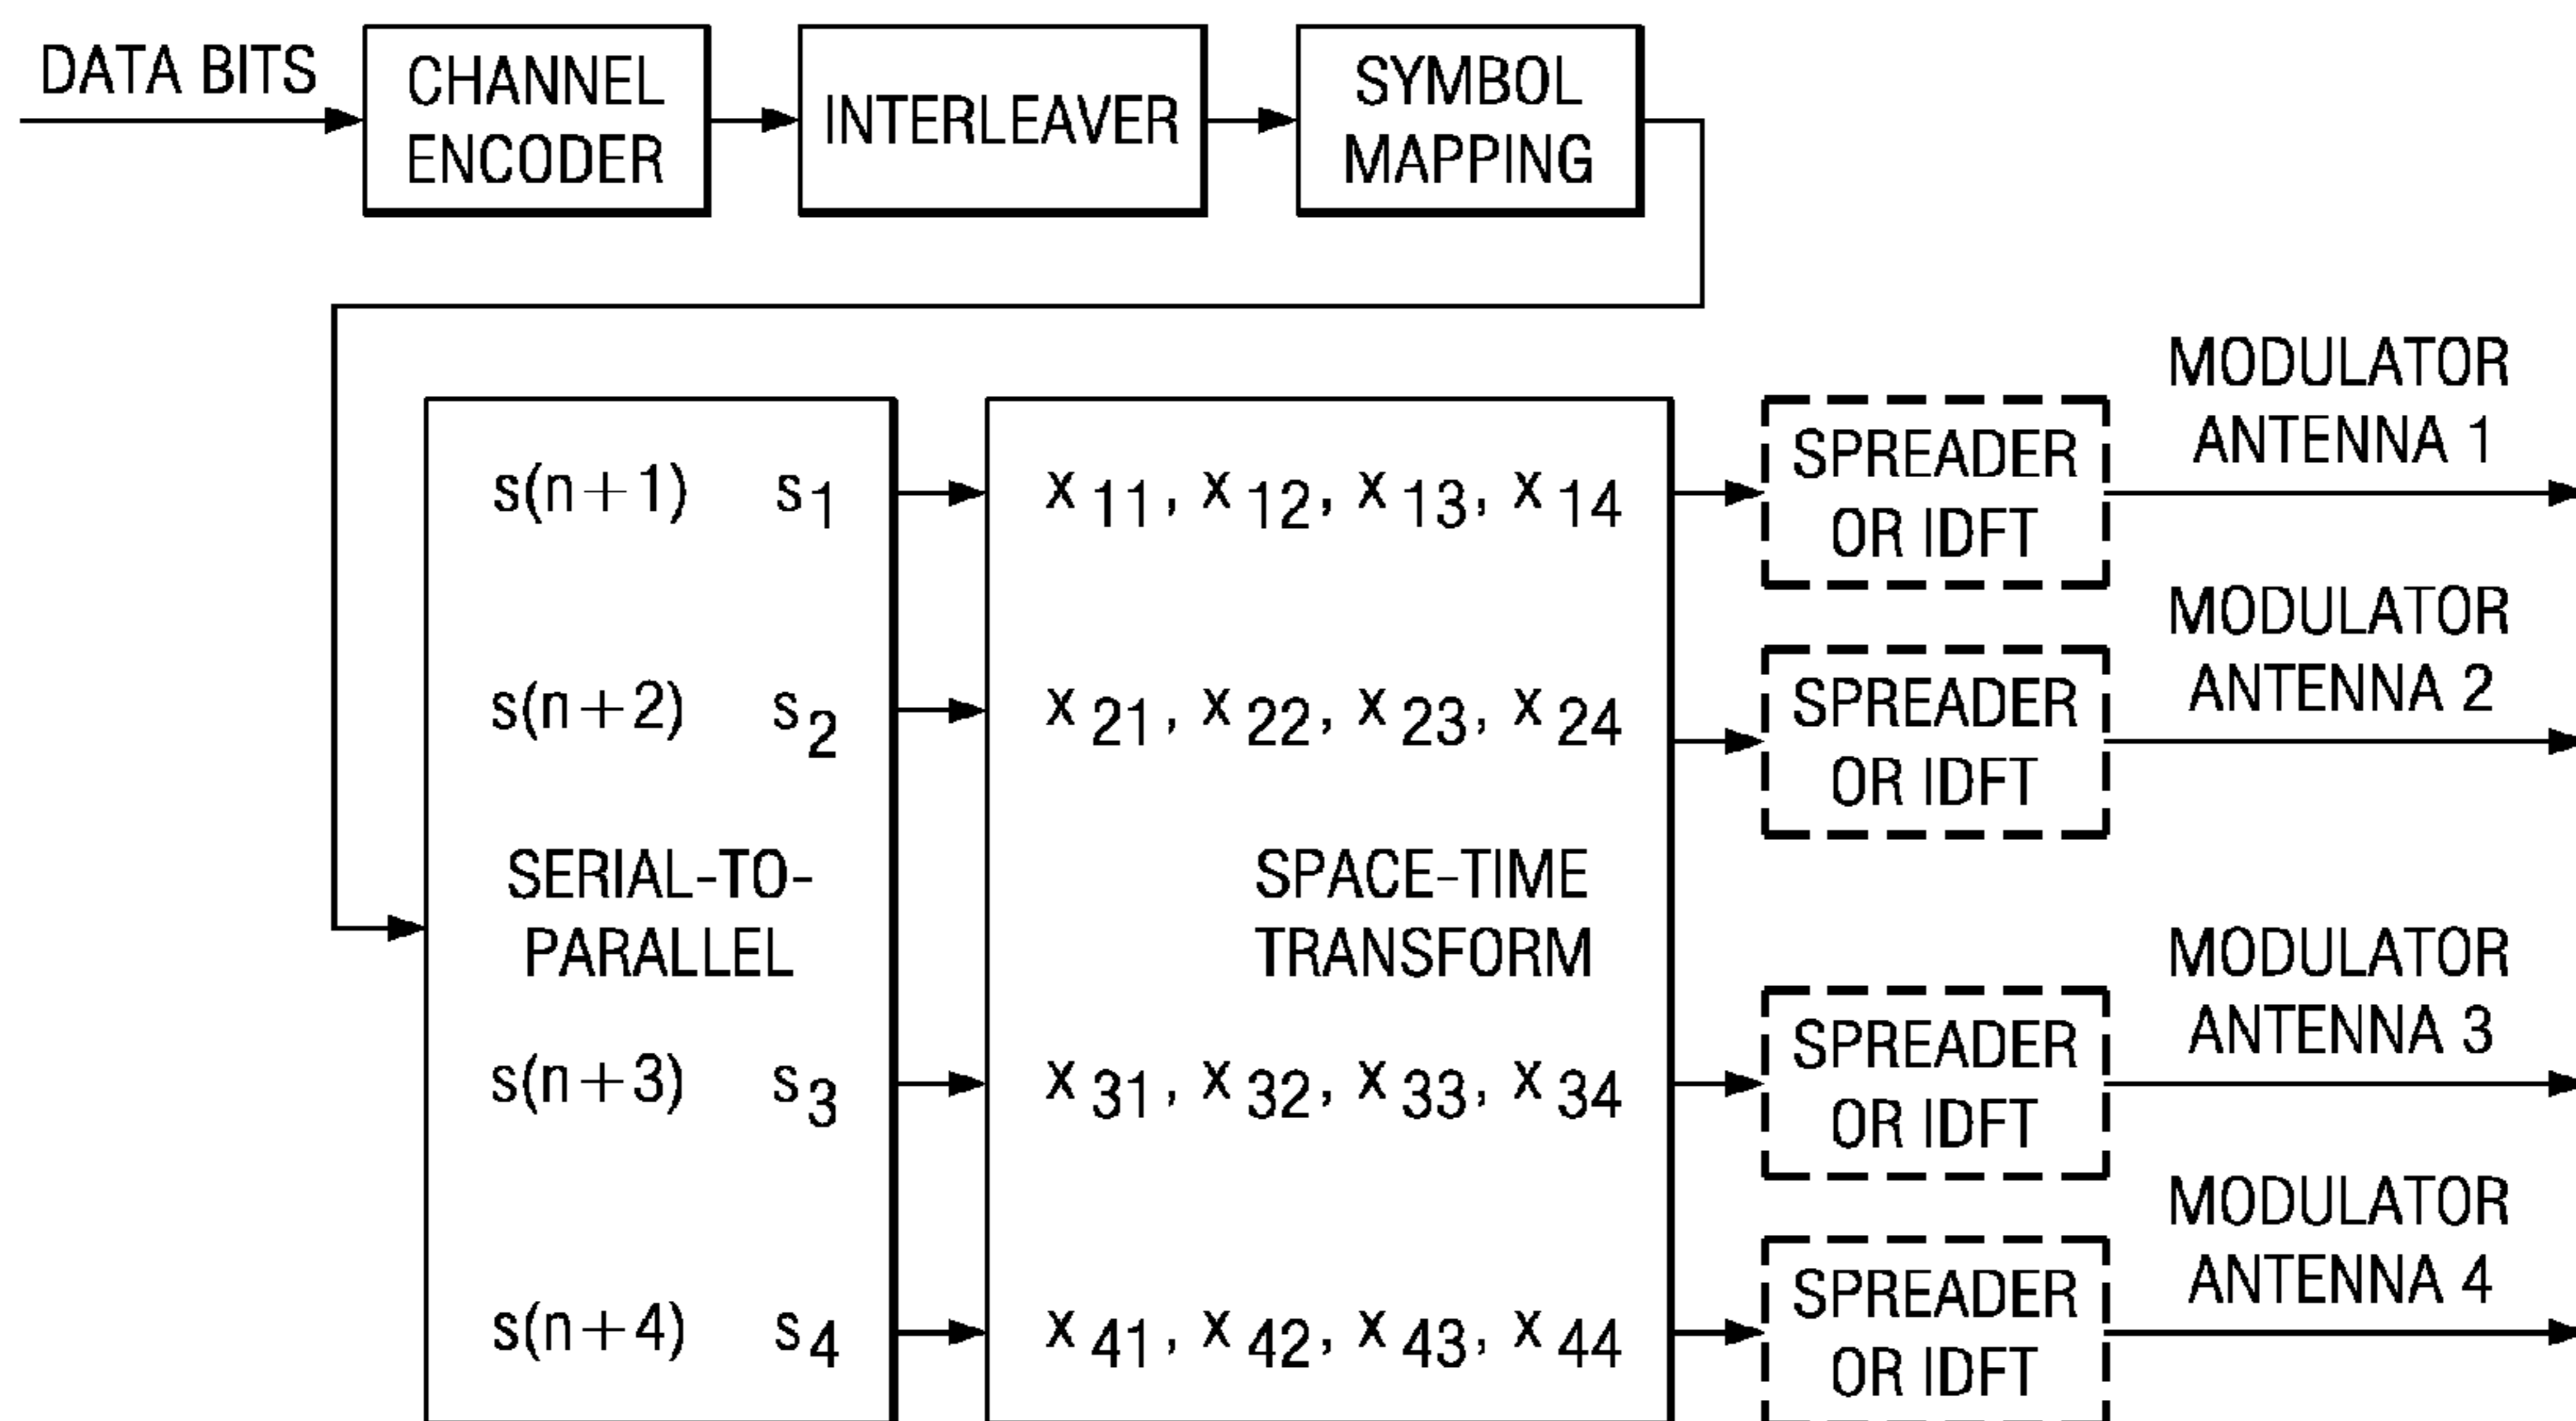 DATA BITS
CHANNEL
ENCODER
INTERLEAVER
SYMBOL
MAPPING
s(n+1) s1
s(n+2) s2
SERIAL-TO-
PARALLEL
s(n+3) s3
s(n+4) s4
x11, x12, x13, x14
x21, x22, x23, x24
SPACE-TIME
TRANSFORM
x31, x32, x33, x34
x41, x42, x43, x44
SPREADER
OR IDFT
MODULATOR
ANTENNA 1
SPREADER
OR IDFT
MODULATOR
ANTENNA 2
SPREADER
OR IDFT
MODULATOR
ANTENNA 3
SPREADER
OR IDFT
MODULATOR
ANTENNA 4